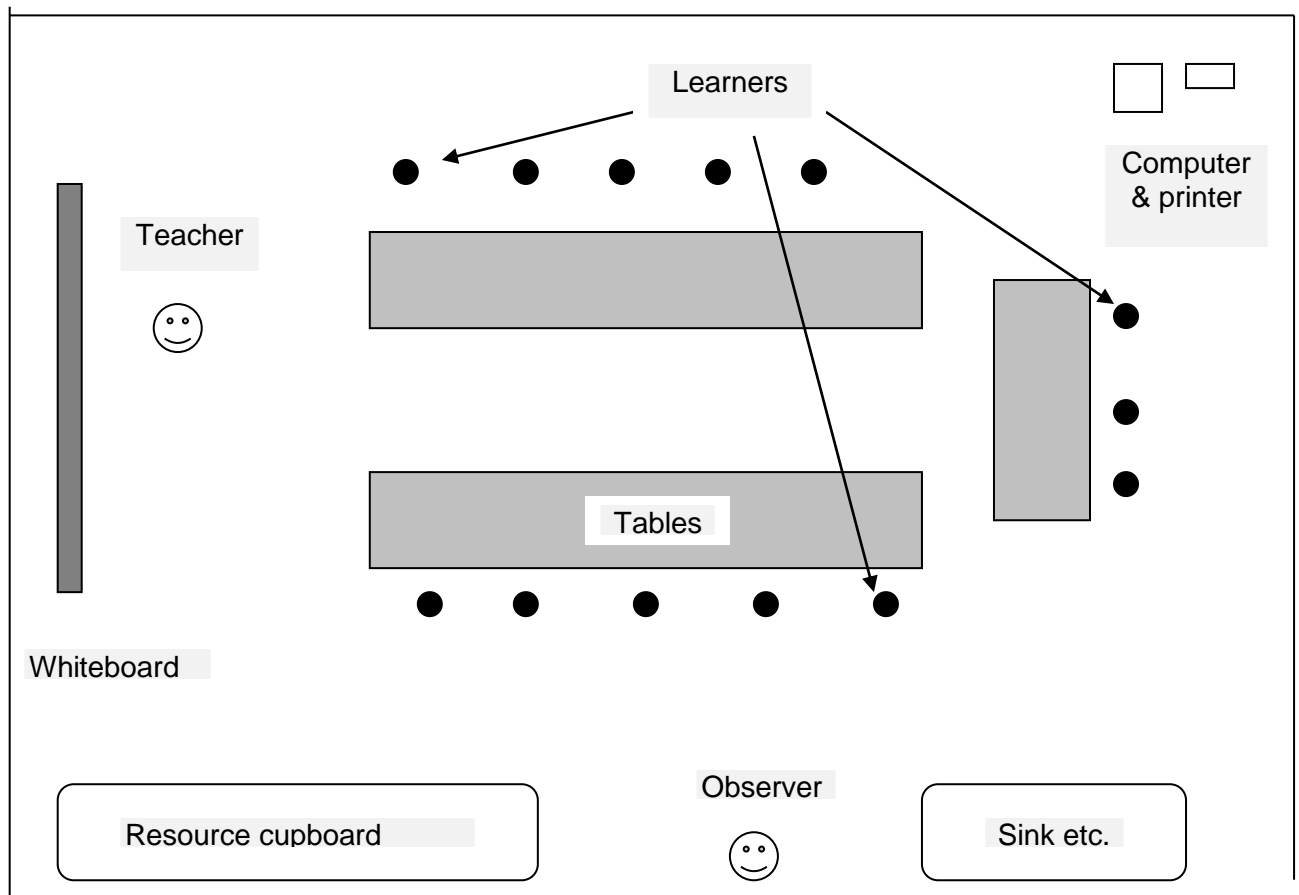 Learners
Computer
& printer
Teacher
Tables
Whiteboard
Observer
Resource cupboard
Sink etc.